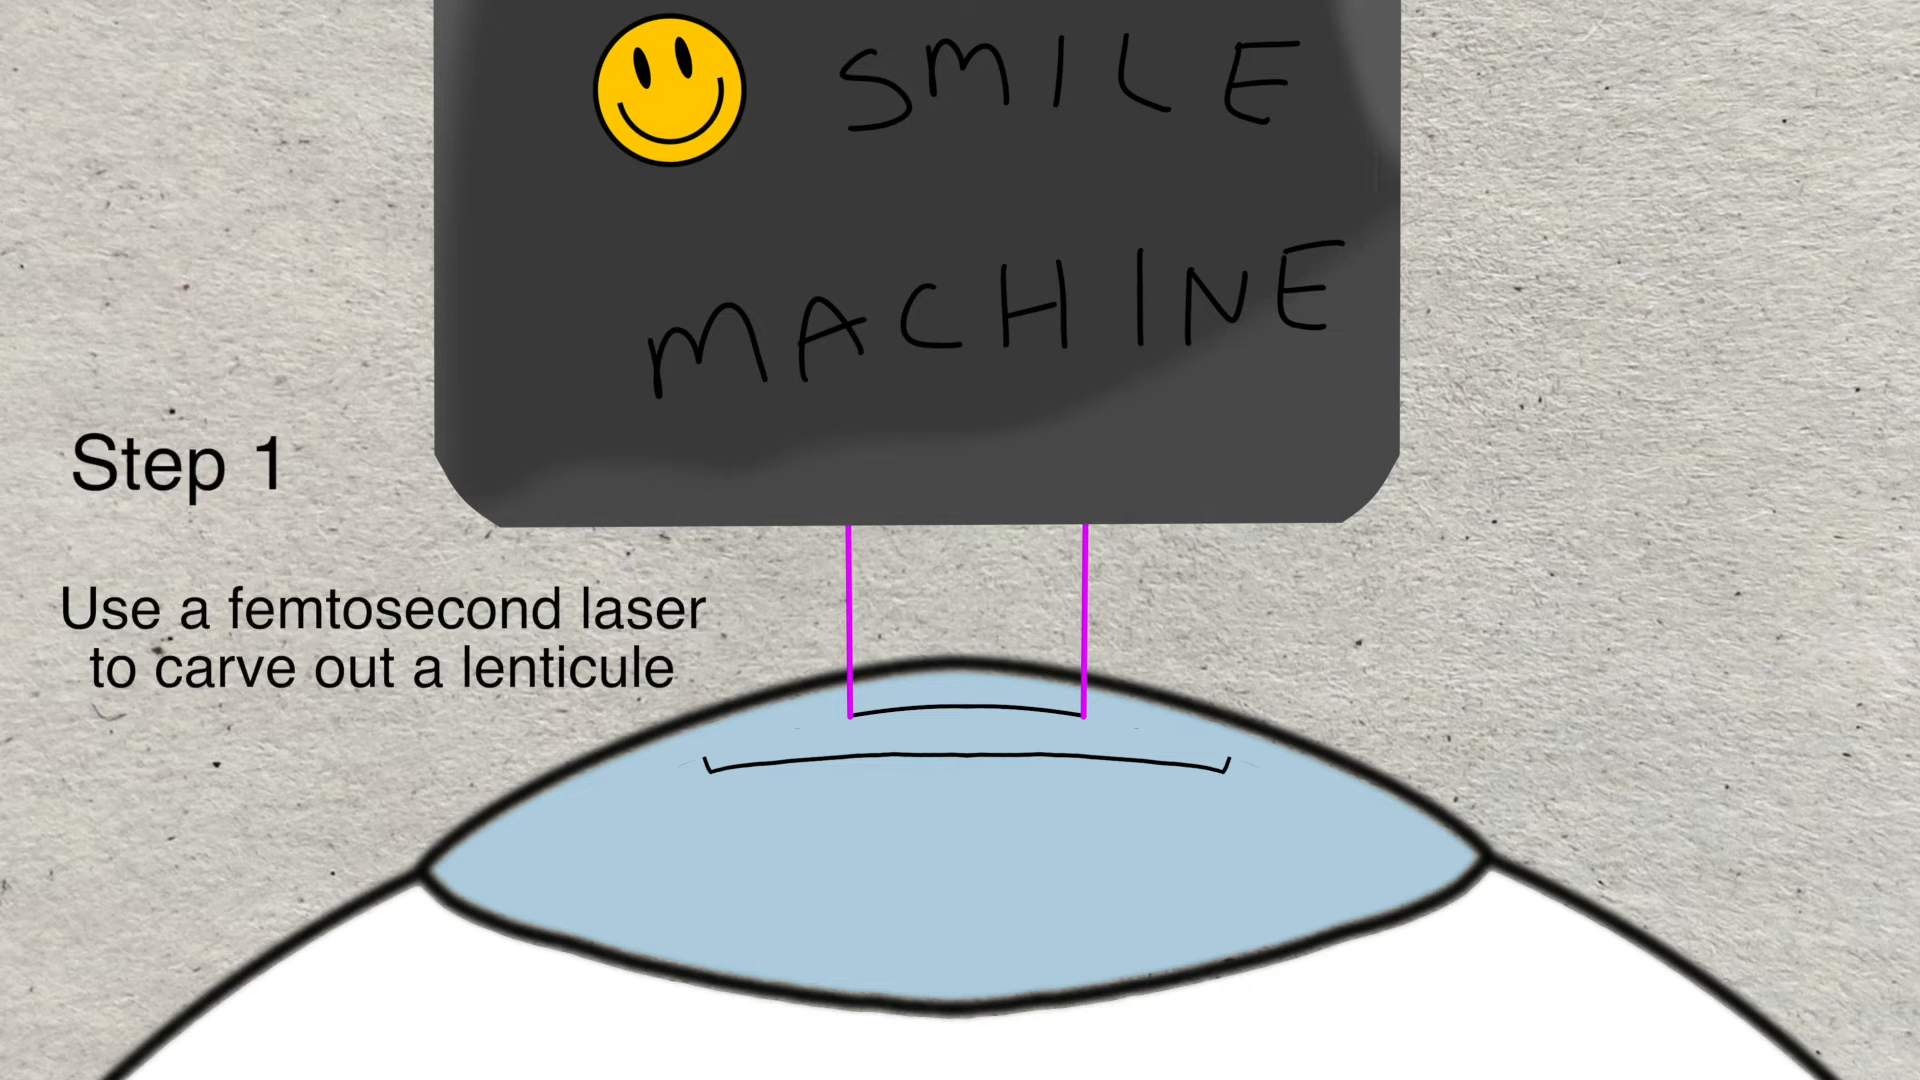 SMILE
MACHINE
Step 1
Use a femtosecond laser
to carve out a lenticule